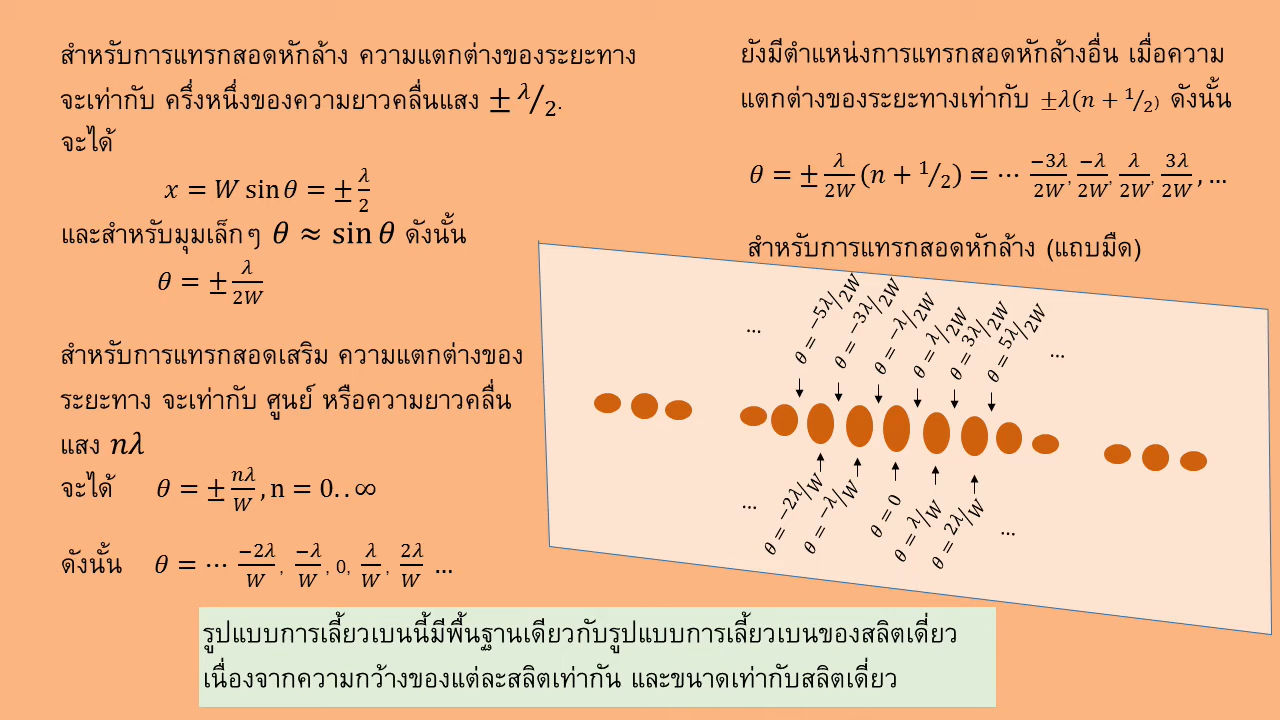 สำหรับการแทรกสอดหักล้าง ความแตกต่างของระยะทาง
จะเท่ากับ ครึ่งหนึ่งของความยาวคลื่นแสง ± λ/2.
จะได้
x = W sin θ = ± λ/2
และสำหรับมุมเล็กๆ θ ≈ sin θ ดังนั้น
θ = ± λ/2W
สำหรับการแทรกสอดเสริม ความแตกต่างของ
ระยะทาง จะเท่ากับ ศูนย์ หรือความยาวคลื่น
แสง nλ
จะได้ θ = ± nλ/W , n = 0. . ∞
ดังนั้น θ = ⋯ −2λ/W, −λ/W, 0, λ/W, 2λ/W …
ยังมีตำแหน่งการแทรกสอดหักล้างอื่น เมื่อความ
แตกต่างของระยะทางเท่ากับ ±λ(n + 1/2) ดังนั้น
θ = ± λ/2W (n + 1/2) = ⋯ −3λ/2W, −λ/2W, λ/2W, 3λ/2W , …
สำหรับการแทรกสอดหักล้าง (แถบมืด)
…
θ = −5λ/2W
θ = −3λ/2W
θ = −λ/2W
θ = λ/2W
θ = 3λ/2W
θ = 5λ/2W
…
…
θ = −2λ/W
θ = −λ/W
θ = 0
θ = λ/W
θ = 2λ/W
…
รูปแบบการเลี้ยวเบนนี้มีพื้นฐานเดียวกับรูปแบบการเลี้ยวเบนของสลิตเดี่ยว
เนื่องจากความกว้างของแต่ละสลิตเท่ากัน และขนาดเท่ากับสลิตเดี่ยว